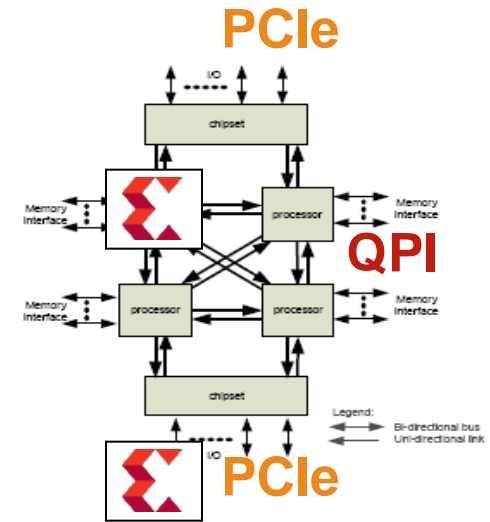 PCIe
I/O
chipset
Memory
Interface
processor
Memory
Interface
QPI
Memory
Interface
processor
processor
Memory
Interface
chipset
Legend:
Bi-directional bus
Uni-directional link
I/O
PCIe